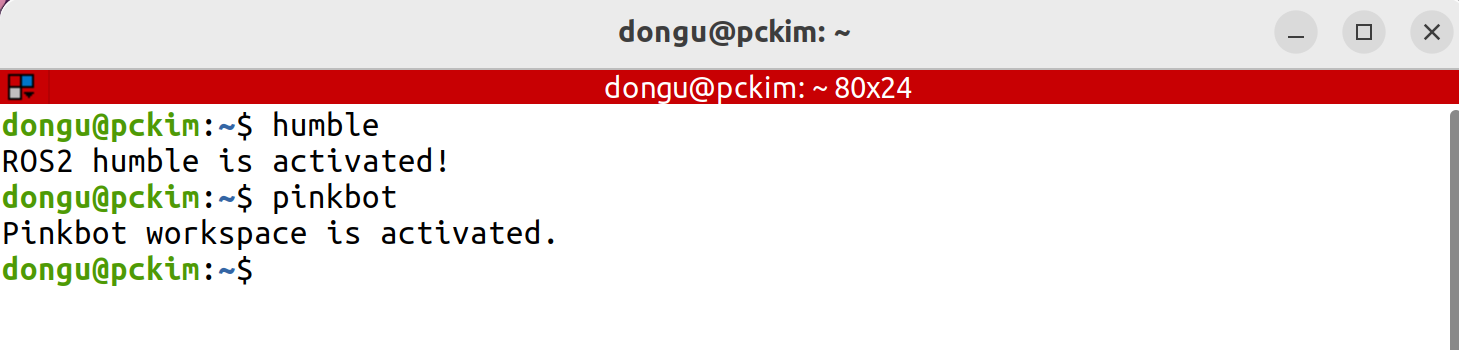 dongu@pckim: ~
dongu@pckim: ~ 80x24
dongu@pckim:~$ humble
ROS2 humble is activated!
dongu@pckim:~$ pinkbot
Pinkbot workspace is activated.
dongu@pckim:~$